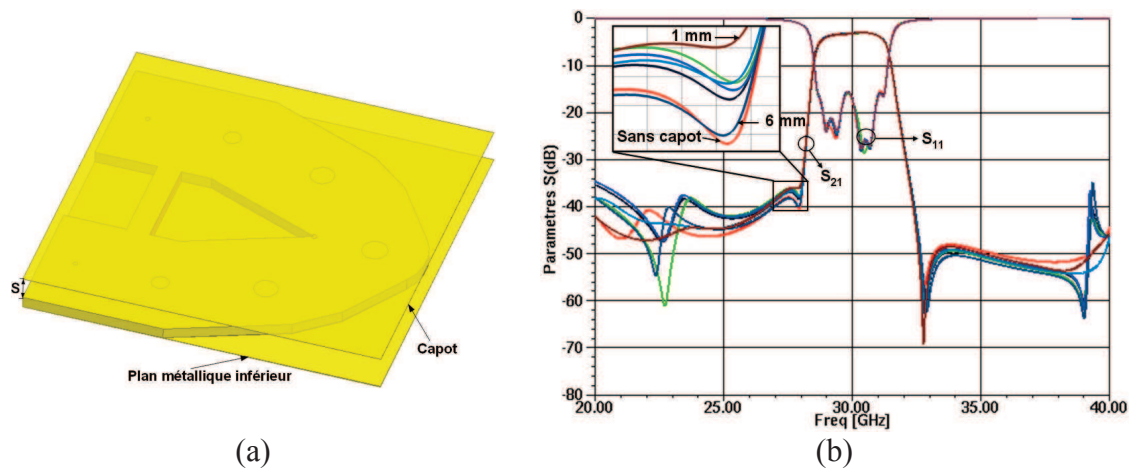 S
Capot
Plan métallique inférieur
(a)
Parametres S(dB)
0
-10
-20
-30
-40
-50
-60
-70
-80
1 mm
6 mm
Sans capot
S11
S21
20.00
25.00
30.00
35.00
40.00
Freq [GHz]
(b)